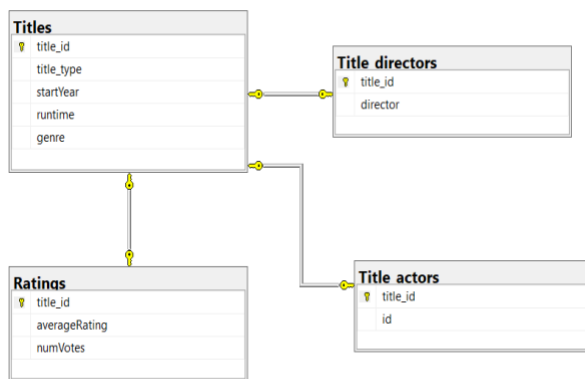 Titles
title_id
title_type
startYear
runtime
genre
Title directors
title_id
director
Ratings
title_id
averageRating
numVotes
Title actors
title_id
id